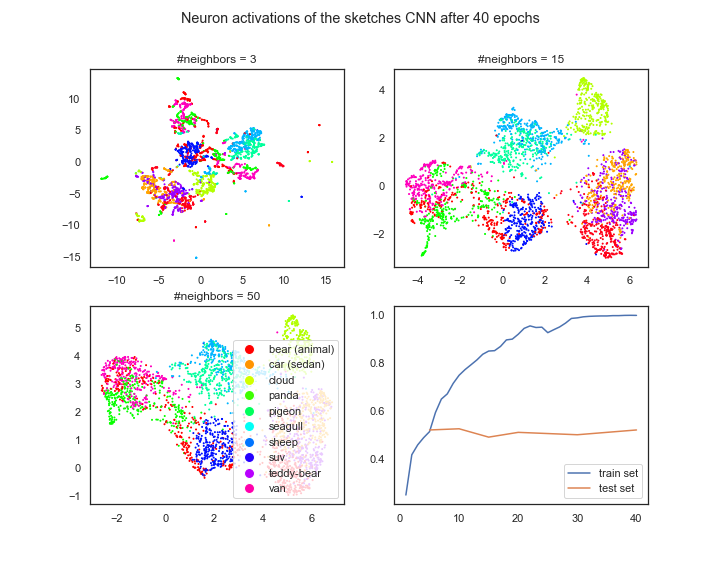 Neuron activations of the sketches CNN after 40 epochs
#neighbors = 3
10
5
0
−5
−10
−15
−10
−5
0
5
10
15
#neighbors = 15
4
2
0
−2
−4
−2
0
2
4
6
#neighbors = 50
5
4
3
2
1
0
−1
−2
0
2
4
6
bear (animal)
car (sedan)
cloud
panda
pigeon
seagull
sheep
suv
teddy-bear
van
1.0
0.8
0.6
0.4
0
10
20
30
40
train set
test set